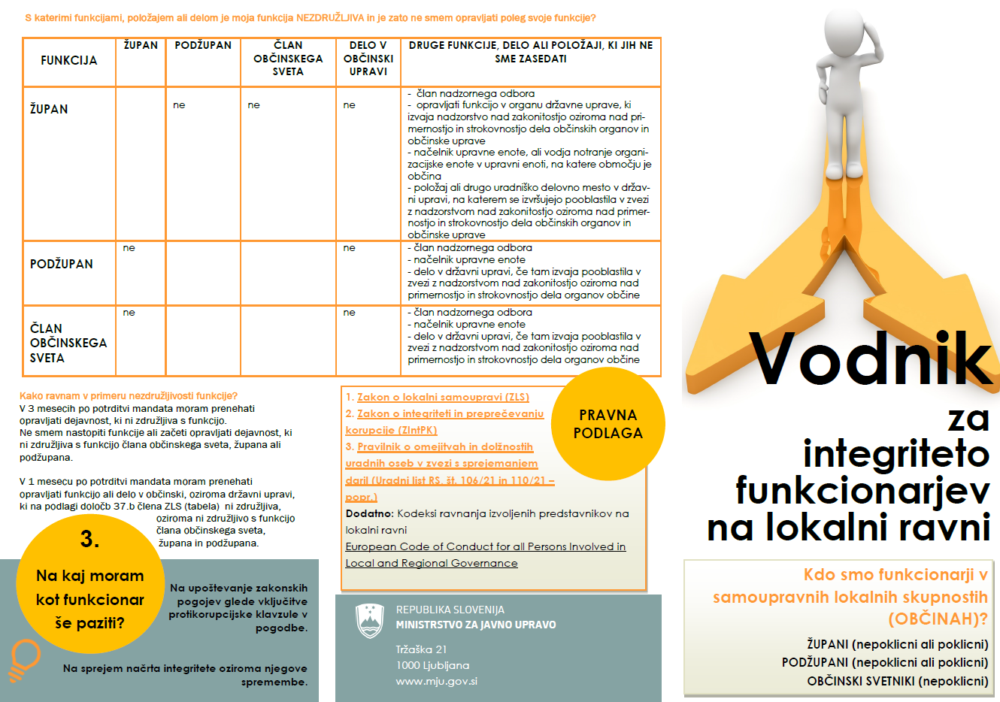 S katerimi funkcijami, položajem ali delom je moja funkcija NEZDRUŽLJIVA in je zato ne smem opravljati poleg svoje funkcije?
FUNKCIJA
ŽUPAN
PODŽUPAN
ČLAN
OBČINSKEGA
SVETA
DELO V
OBČINSKI
UPRAVI
DRUGE FUNKCIJE, DELO ALI POLOŽAJI, KI JIH NE
SME ZASEDATI
ŽUPAN
ne
ne
ne
- član nadzornega odbora
- opravljati funkcijo v organu državne uprave, ki
izvaja nadzorstvo nad zakonitostjo oziroma nad pri-
mernostjo in strokovnostjo dela občinskih organov in
občinske uprave
- načelnik upravne enote, ali vodja notranje organi-
zacijske enote v upravni enoti, na katere območju je
občina
- položaj ali drugo uradniško delovno mesto v držav-
ni upravi, na katerem se izvršujejo pooblastila v zvezi
z nadzorstvom nad zakonitostjo oziroma nad primer-
nostjo in strokovnostjo dela občinskih organov in
občinske uprave
PODŽUPAN
ne
ne
- član nadzornega odbora
- načelnik upravne enote
- delo v državni upravi, če tam izvaja pooblastila v
zvezi z nadzorstvom nad zakonitostjo oziroma nad
primernostjo in strokovnostjo dela organov občine
ČLAN
OBČINSKEGA
SVETA
ne
ne
- član nadzornega odbora
- načelnik upravne enote
- delo v državni upravi, če tam izvaja pooblastila v
zvezi z nadzorstvom nad zakonitostjo oziroma nad
primernostjo in strokovnostjo dela organov občine
Kako ravnam v primeru nezdružljivosti funkcije?
V 3 mesecih po potrditvi mandata moram prenehati
opravljati dejavnost, ki ni združljiva s funkcijo.
Ne smem nastopiti funkcije ali začeti opravljati dejavnost, ki
ni združljiva s funkcijo člana občinskega sveta, župana ali
podžupana.
V 1 mesecu po potrditvi mandata moram prenehati
opravljati funkcijo ali delo v občinski, oziroma državni upravi,
ki na podlagi določb 37.b člena ZLS (tabela) ni združljiva,
oziroma ni združljivo s funkcijo
člana občinskega sveta,
župana in podžupana.
3.
Na kaj moram
kot funkcionar
še paziti?
Na upoštevanje zakonskih
pogojev glede vključitve
protikorupcijske klavzule v
pogodbe.
Na sprejem načrta integritete oziroma njegove
spremembe.
PRAVNA
PODLAGA
1. Zakon o lokalni samoupravi (ZLS)
2. Zakon o integriteti in preprečevanju
korupcije (ZIntPK)
3. Pravilnik o omejitvah in dolžnostih
uradnih oseb v zvezi s sprejemanjem
daril (Uradni list RS, št. 106/21 in 110/21 –
popr.)
Dodatno: Kodeksi ravnanja izvoljenih predstavnikov na
lokalni ravni
European Code of Conduct for all Persons Involved in
Local and Regional Governance
REPUBLIKA SLOVENIJA
MINISTRSTVO ZA JAVNO UPRAVO
Tržaška 21
1000 Ljubljana
www.mju.gov.si
Vodnik
za
integriteto
funkcionarjev
na lokalni ravni
Kdo smo funkcionarji v
samoupravnih lokalnih skupnostih
(OBČINAH)?
ŽUPANI (nepoklicni ali poklicni)
PODŽUPANI (nepoklicni ali poklicni)
OBČINSKI SVETNIKI (nepoklicni)